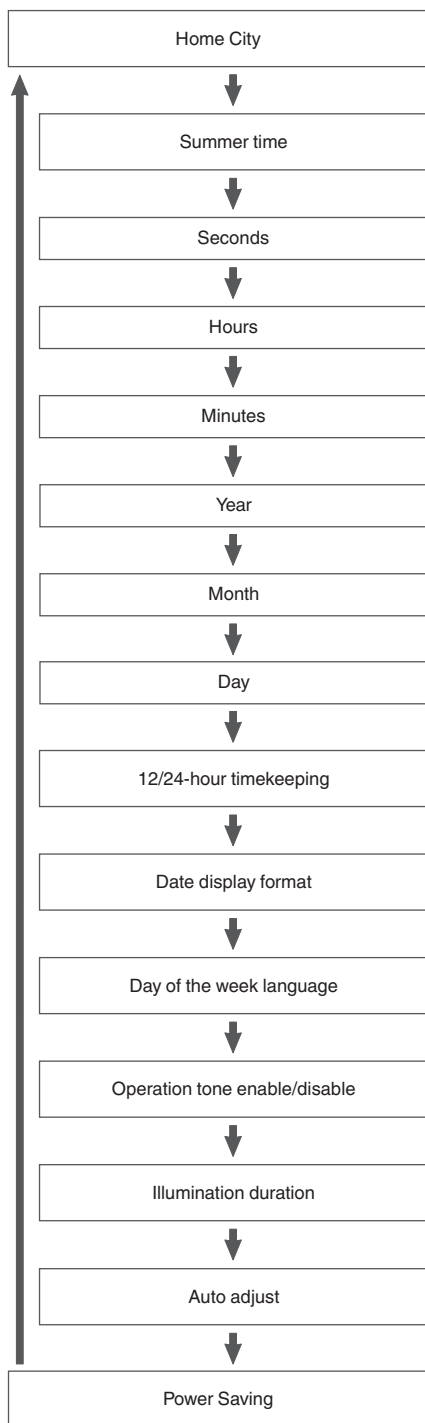 Home City
Summer time
Seconds
Hours
Minutes
Year
Month
Day
12/24-hour timekeeping
Date display format
Day of the week language
Operation tone enable/disable
Illumination duration
Auto adjust
Power Saving